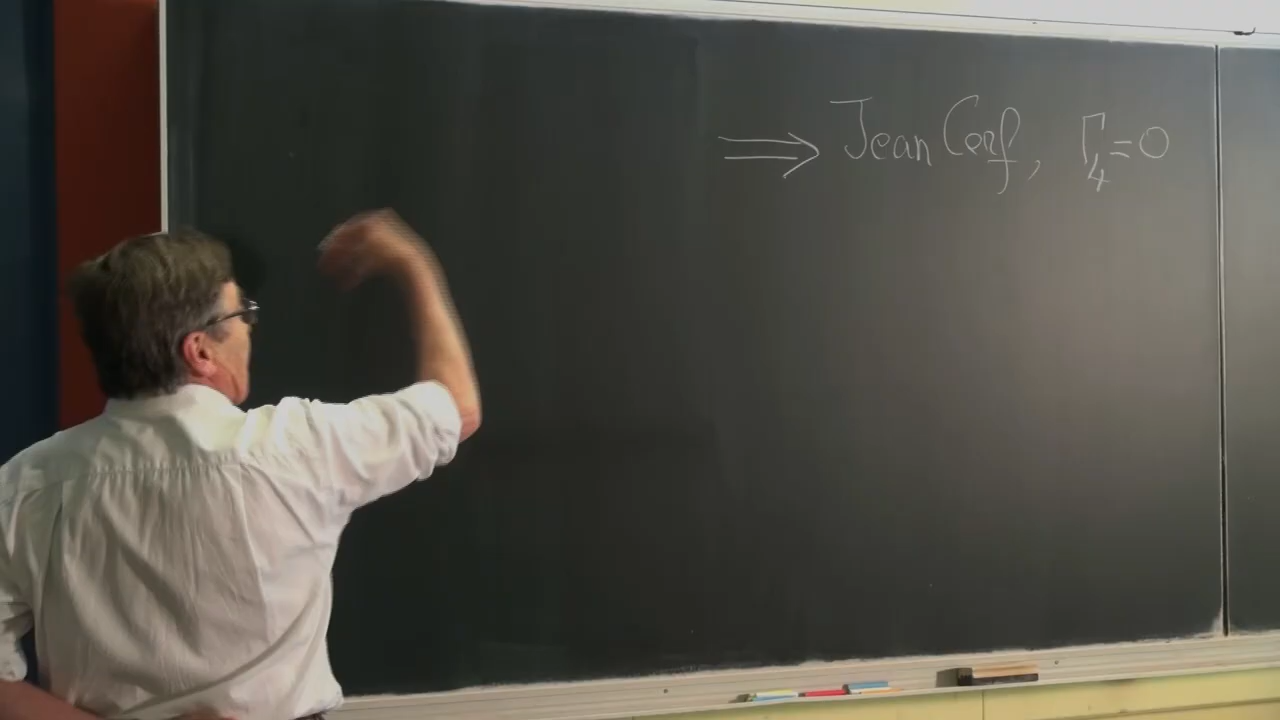 ⟹ Jean Cerf, Γ₄=0